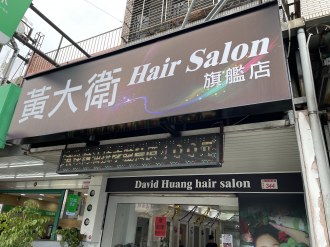 黃大衛 Hair Salon
旗艦店
David Huang hair salon